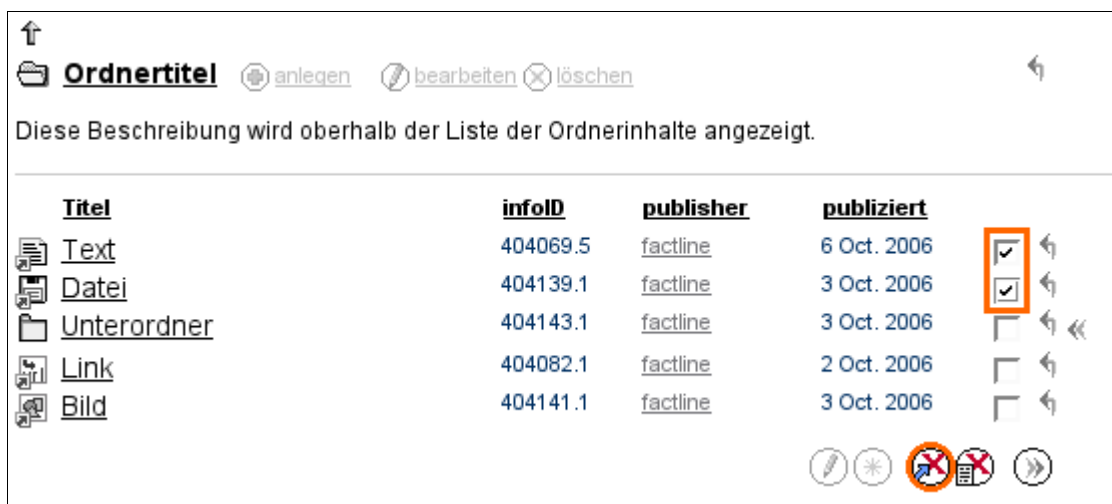 Ordnertitel anlegen bearbeiten löschen
Diese Beschreibung wird oberhalb der Liste der Ordnerinhalte angezeigt.
Titel infoID publisher publiziert
Text 404069.5 factline 6 Oct. 2006
Datei 404139.1 factline 3 Oct. 2006
Unterordner 404143.1 factline 3 Oct. 2006
Link 404082.1 factline 2 Oct. 2006
Bild 404141.1 factline 3 Oct. 2006